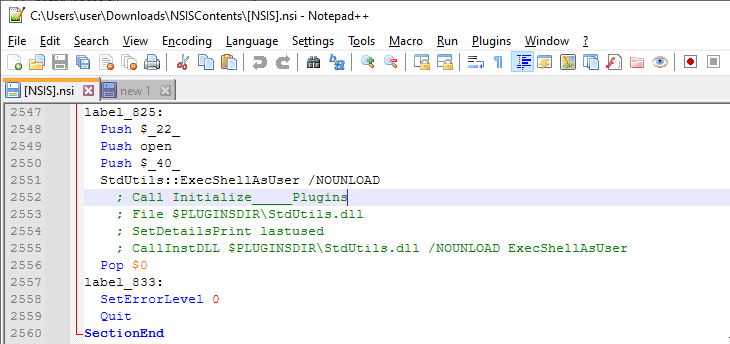 C:\Users\user\Downloads\NSISContents\[NSIS].nsi - Notepad++
File Edit Search View Encoding Language Settings Tools Macro Run Plugins Window ?
[NSIS].nsi new 1
2547 label_825:
2548 Push $_22_
2549 Push open
2550 Push $_40_
2551 StdUtils::ExecShellAsUser /NOUNLOAD
2552 ; Call Initialize_____Plugins
2553 ; File $PLUGINSDIR\StdUtils.dll
2554 ; SetDetailsPrint lastused
2555 ; CallInstDLL $PLUGINSDIR\StdUtils.dll /NOUNLOAD ExecShellAsUser
2556 Pop $0
2557 label_833:
2558 SetErrorLevel 0
2559 Quit
2560 SectionEnd